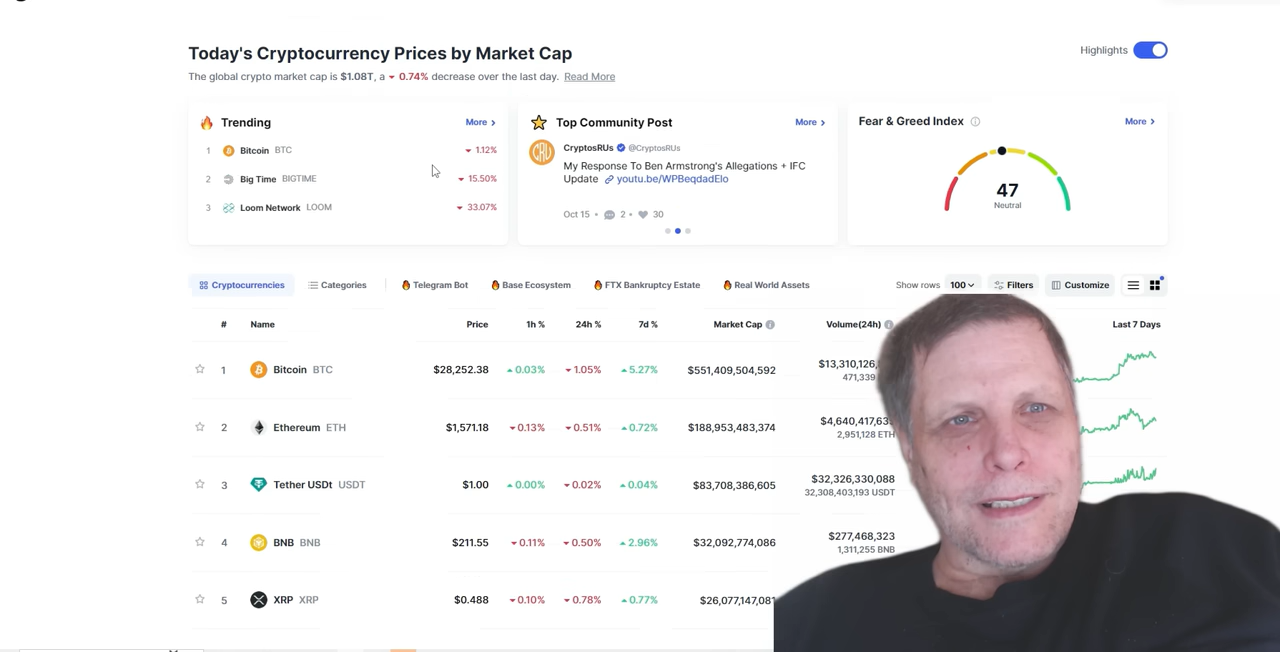 Today's Cryptocurrency Prices by Market Cap
Highlights
The global crypto market cap is $1.08T, a 0.74% decrease over the last day. Read More
Trending
More
1 Bitcoin BTC 1.12%
2 Big Time BIGTIME 15.50%
3 Loom Network LOOM 33.07%
Top Community Post
More
CryptosRUs @CryptosRUs
My Response To Ben Armstrong's Allegations + IFC
Update youtu.be/WPBeqdadElo
Oct 15 • 2 • 30
Fear & Greed Index
More
47
Neutral
Cryptocurrencies Categories Telegram Bot Base Ecosystem FTX Bankruptcy Estate Real World Assets Show rows 100 Filters Customize
# Name Price 1h % 24h % 7d % Market Cap Volume(24h) Last 7 Days
1 Bitcoin BTC $28,252.38 0.03% 1.05% 5.27% $551,409,504,592 $13,310,126,
471,339
2 Ethereum ETH $1,571.18 0.13% 0.51% 0.72% $188,953,483,374 $4,640,417,63
2,951,128 ETH
3 Tether USDt USDT $1.00 0.00% 0.02% 0.04% $83,708,386,605 $32,326,330,088
32,308,403,193 USDT
4 BNB BNB $211.55 0.11% 0.50% 2.96% $32,092,774,086 $277,468,323
1,311,255 BNB
5 XRP XRP $0.488 0.10% 0.78% 0.77% $26,077,147,081